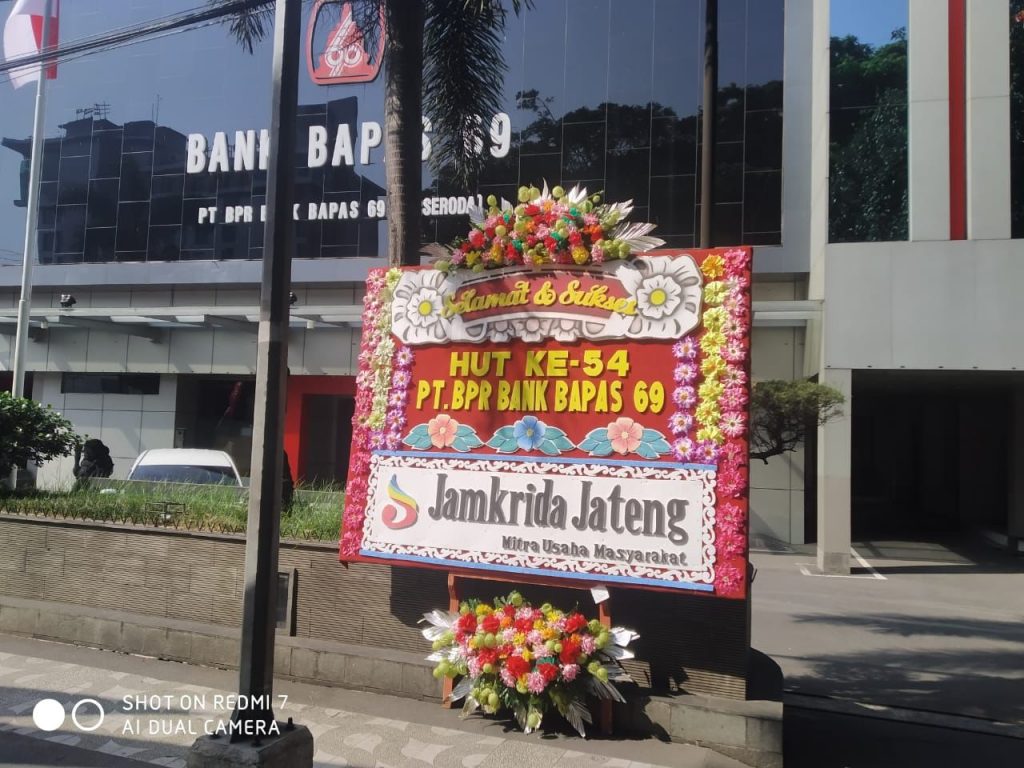 BANK BAPAS 69
PT BPR BANK BAPAS 69 SERODA)
Selamat & Sukses
HUT KE-54
PT. BPR BANK BAPAS 69
Jamkrida Jateng
Mitra Usaha Masyarakat
SHOT ON REDMI 7
AI DUAL CAMERA